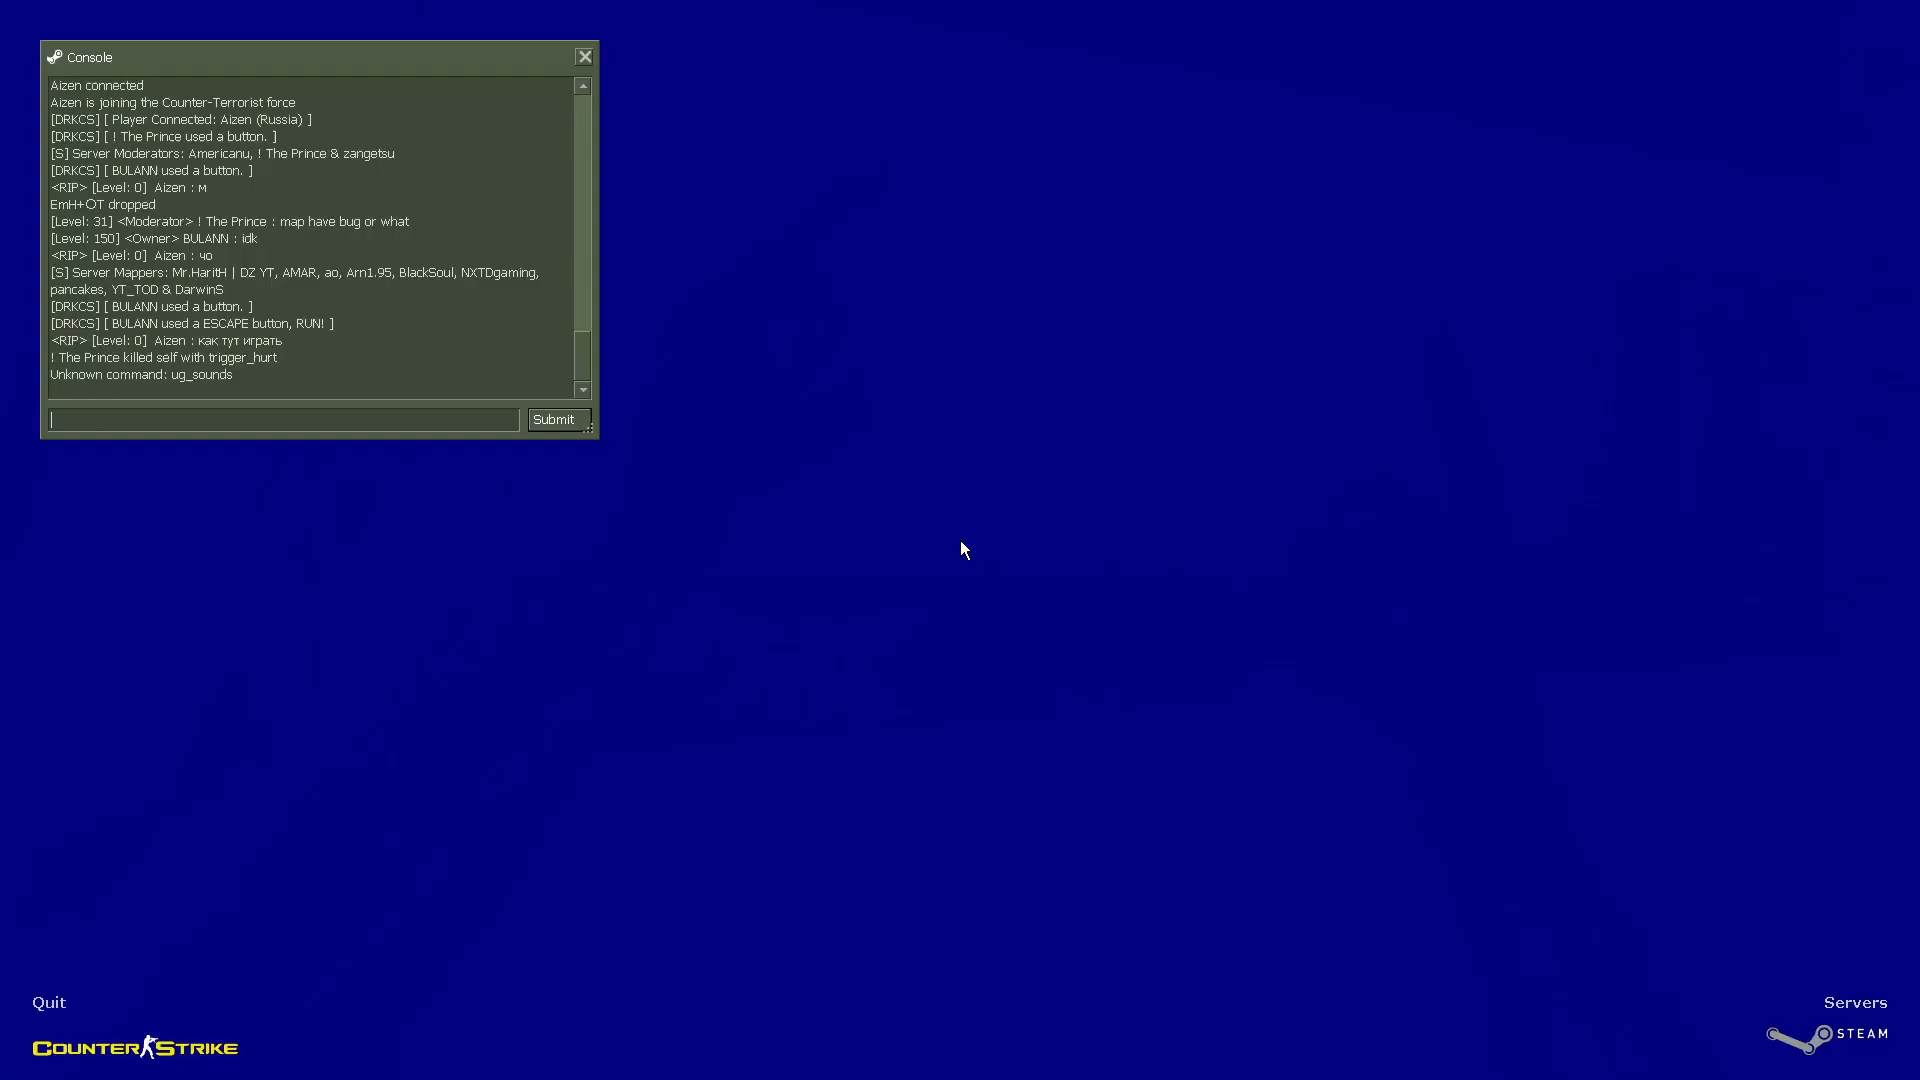 Console
Aizen connected
Aizen is joining the Counter-Terrorist force
[DRKCS] [ Player Connected: Aizen (Russia) ]
[DRKCS] [ ! The Prince used a button. ]
[S] Server Moderators: Americanu, ! The Prince & zangetsu
[DRKCS] [ BULANN used a button. ]
<RIP> [Level: 0]  Aizen : м
EmH+OT dropped
[Level: 31] <Moderator> ! The Prince : map have bug or what
[Level: 150] <Owner> BULANN : idk
<RIP> [Level: 0]  Aizen : чо
[S] Server Mappers: Mr.HaritH | DZ YT, AMAR, ao, Arn1.95, BlackSoul, NXTDgaming,
pancakes, YT_TOD & DarwinS
[DRKCS] [ BULANN used a button. ]
[DRKCS] [ BULANN used a ESCAPE button, RUN! ]
<RIP> [Level: 0]  Aizen : как тут играть
! The Prince killed self with trigger_hurt
Unknown command: ug_sounds
Submit
Quit
Servers
COUNTER STRIKE
STEAM